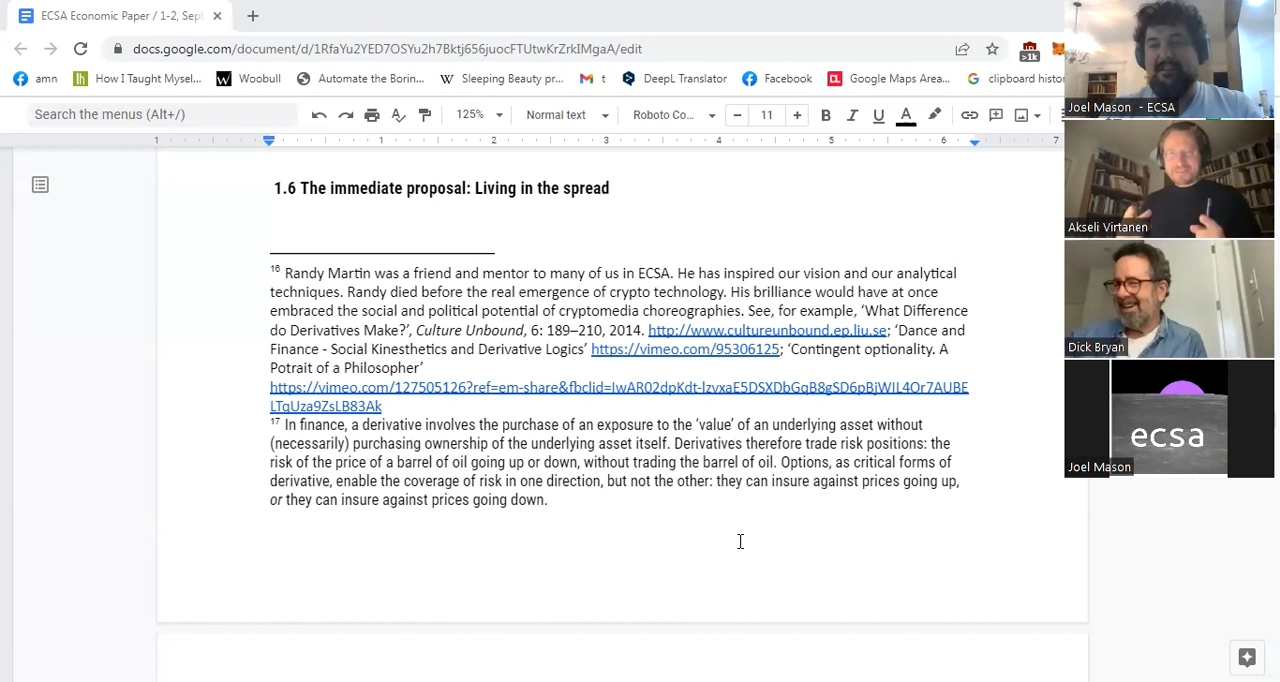 ECSA Economic Paper / 1-2, Sep
docs.google.com/document/d/1RfaYu2YED7OSYu2h7Bktj656juocFTUtwKrZrkIMgaA/edit
>1k
amn How I Taught Mysel... Woobull Automate the Borin... Sleeping Beauty pr... t DeepL Translator Facebook Google Maps Area... clipboard histor
Search the menus (Alt+/) 125% Normal text Roboto Co... 11 B I U A
1 1 2 3 4 5 6 7
1.6 The immediate proposal: Living in the spread
16 Randy Martin was a friend and mentor to many of us in ECSA. He has inspired our vision and our analytical
techniques. Randy died before the real emergence of crypto technology. His brilliance would have at once
embraced the social and political potential of cryptomedia choreographies. See, for example, ‘What Difference
do Derivatives Make?’, Culture Unbound, 6: 189–210, 2014. http://www.cultureunbound.ep.liu.se; ‘Dance and
Finance - Social Kinesthetics and Derivative Logics’ https://vimeo.com/95306125; ‘Contingent optionality. A
Potrait of a Philosopher’
https://vimeo.com/127505126?ref=em-share&fbclid=IwAR02dpKdt-lzvxaE5DSXDbGqB8gSD6pBjWIL4Or7AUBE
LTqUza9ZsLB83Ak
17 In finance, a derivative involves the purchase of an exposure to the ‘value’ of an underlying asset without
(necessarily) purchasing ownership of the underlying asset itself. Derivatives therefore trade risk positions: the
risk of the price of a barrel of oil going up or down, without trading the barrel of oil. Options, as critical forms of
derivative, enable the coverage of risk in one direction, but not the other: they can insure against prices going up,
or they can insure against prices going down.
Joel Mason - ECSA
Akseli Virtanen
Dick Bryan
ecsa
Joel Mason